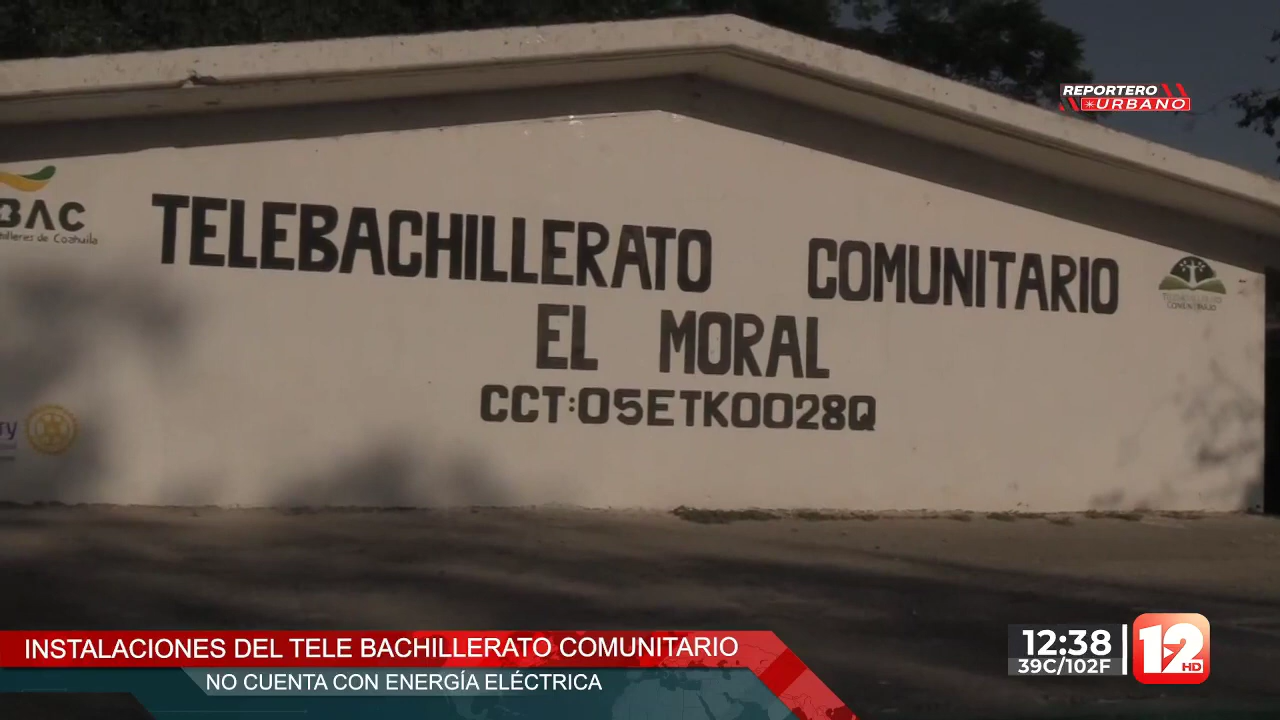 REPORTERO
URBANO
BAC
TELEBACHILLERATO COMUNITARIO
EL MORAL
CCT:05ETK0028Q
INSTALACIONES DEL TELE BACHILLERATO COMUNITARIO
NO CUENTA CON ENERGÍA ELÉCTRICA
12:38
39C/102F
12
HD